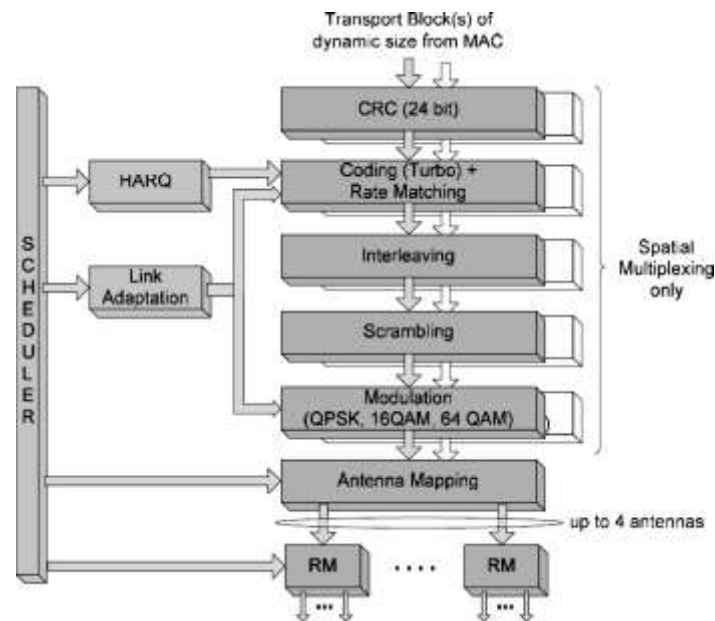 Transport Block(s) of
dynamic size from MAC
CRC (24 bit)
HARQ
Coding (Turbo) +
Rate Matching
SCHEDULER
Link
Adaptation
Interleaving
Spatial
Multiplexing
only
Scrambling
Modulation
(QPSK, 16QAM, 64 QAM)
Antenna Mapping
up to 4 antennas
RM
....
RM
...
...